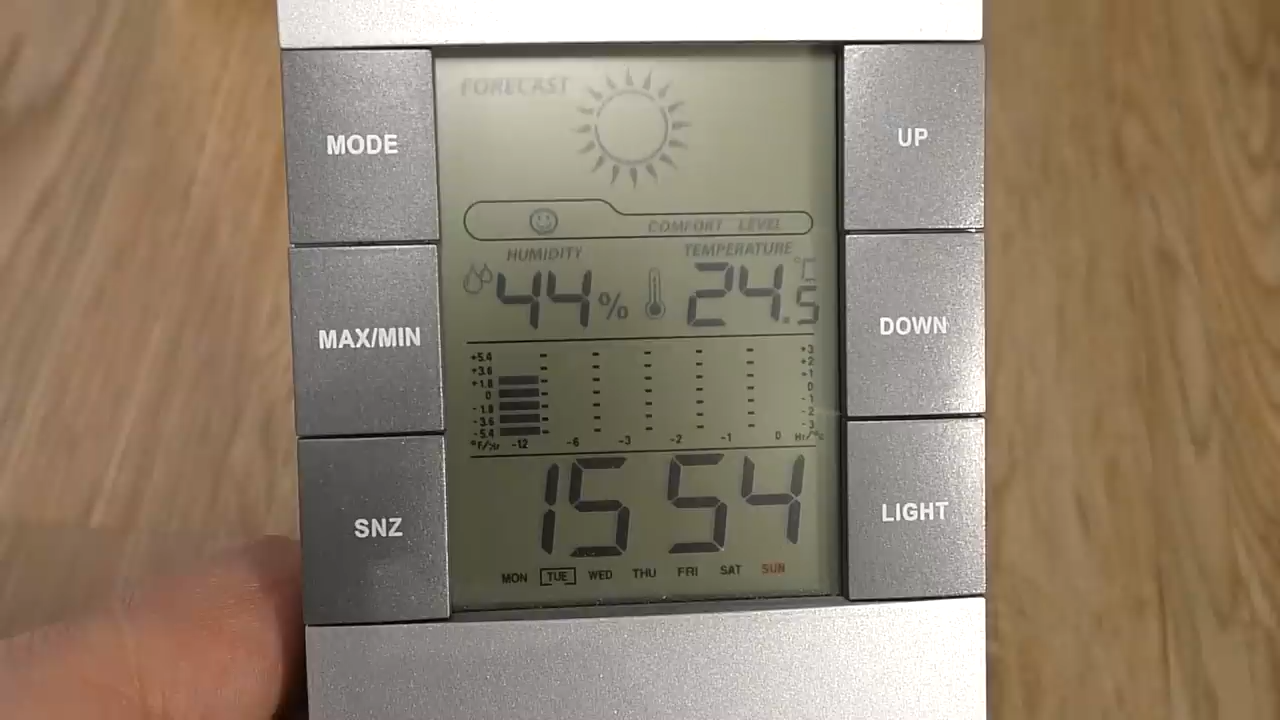 FORECAST
MODE
UP
COMFORT LEVEL
HUMIDITY TEMPERATURE
44% 24.5 °C
MAX/MIN
DOWN
+5.4 +3
+3.6 +2
+1.8 +1
0 0
-1.8 -1
-3.6 -2
-5.4 -3
°F/Hr -12 -6 -3 -2 -1 0 Hr/°C
SNZ
15 54
LIGHT
MON TUE WED THU FRI SAT SUN